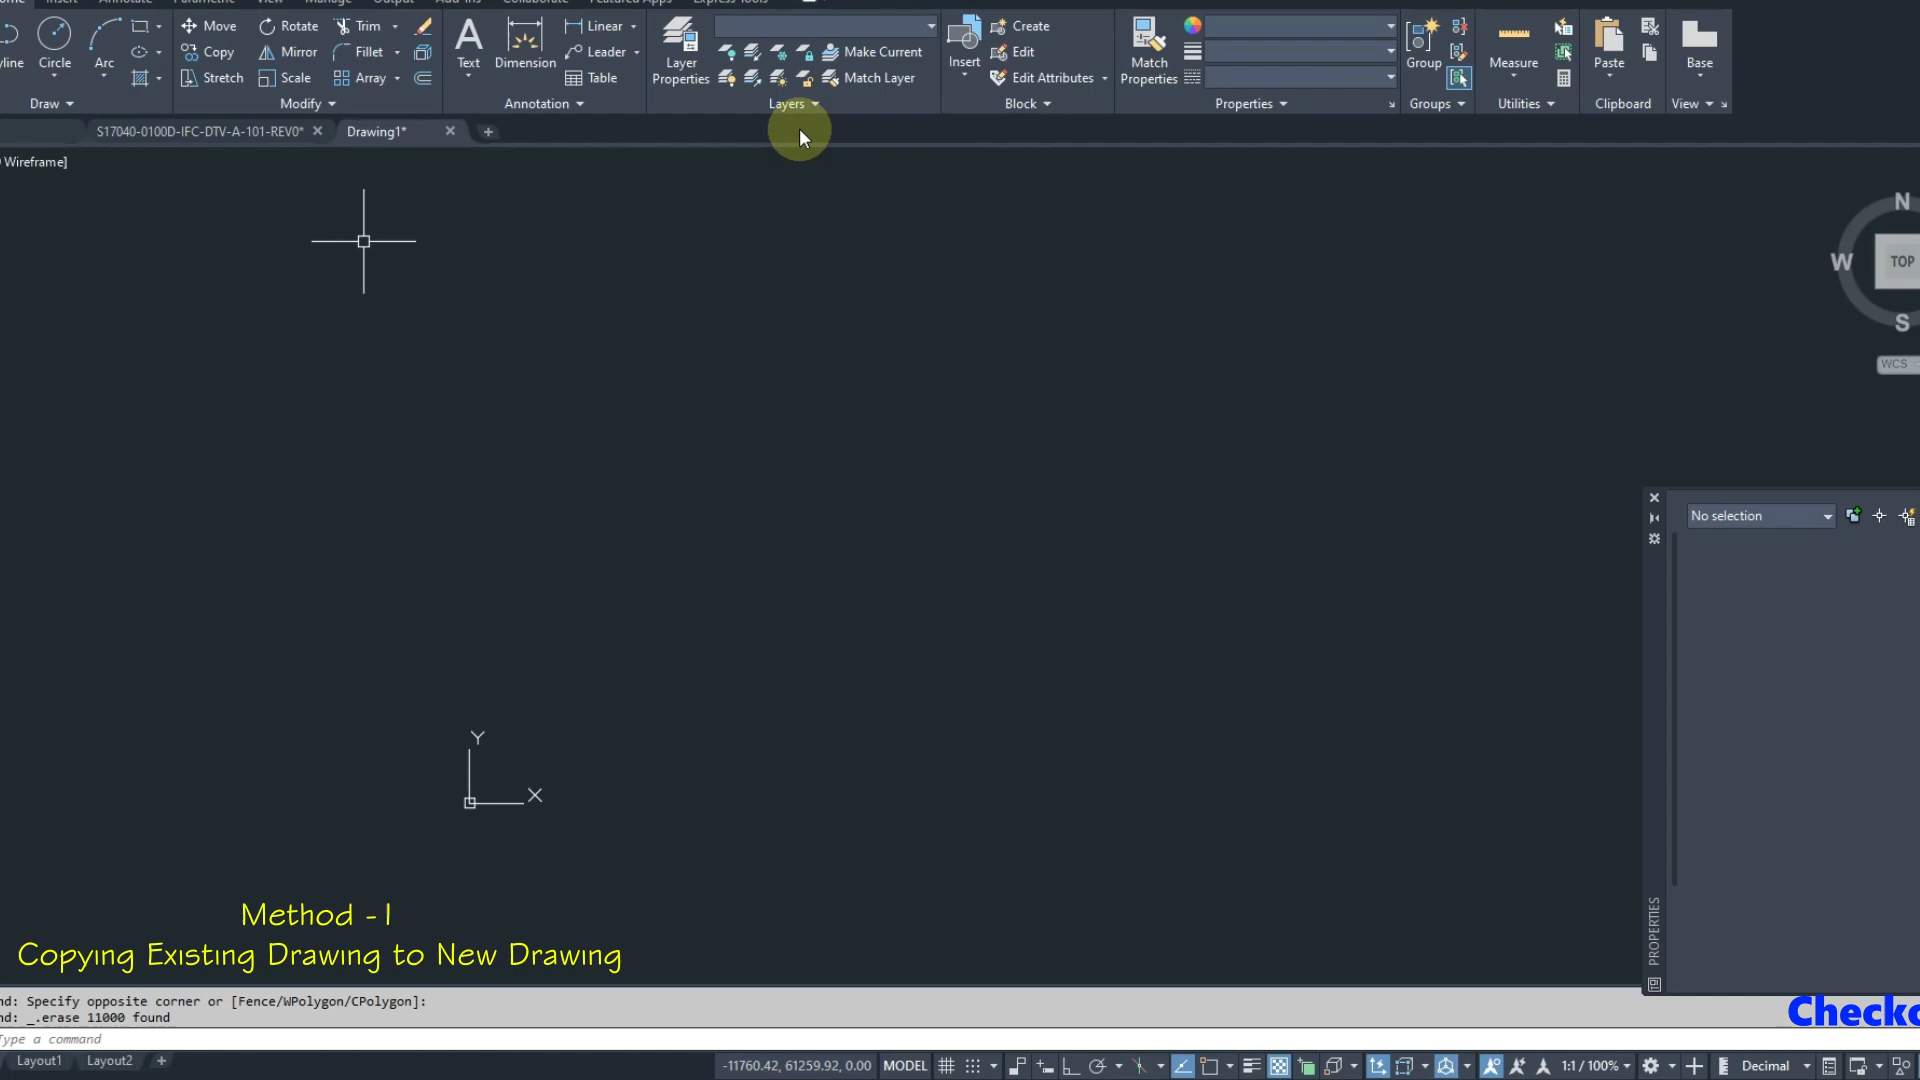 Move
Rotate
Trim
Linear
Create
Circle
Arc
Copy
Mirror
Fillet
Text
Dimension
Leader
Layer
Properties
Make Current
Insert
Edit
Match
Properties
Group
Measure
Paste
Base
Stretch
Scale
Array
Table
Match Layer
Edit Attributes
Draw
Modify
Annotation
Layers
Block
Properties
Groups
Utilities
Clipboard
View
S17040-0100D-IFC-DTV-A-101-REV0*
Drawing1*
Wireframe]
N
W
TOP
S
WCS
No selection
Y
X
PROPERTIES
Method - 1
Copying Existing Drawing to New Drawing
nd: Specify opposite corner or [Fence/WPolygon/CPolygon]:
nd: _.erase 11000 found
Type a command
Checko
Layout1
Layout2
-11760.42, 61259.92, 0.00
MODEL
1:1 / 100%
Decimal